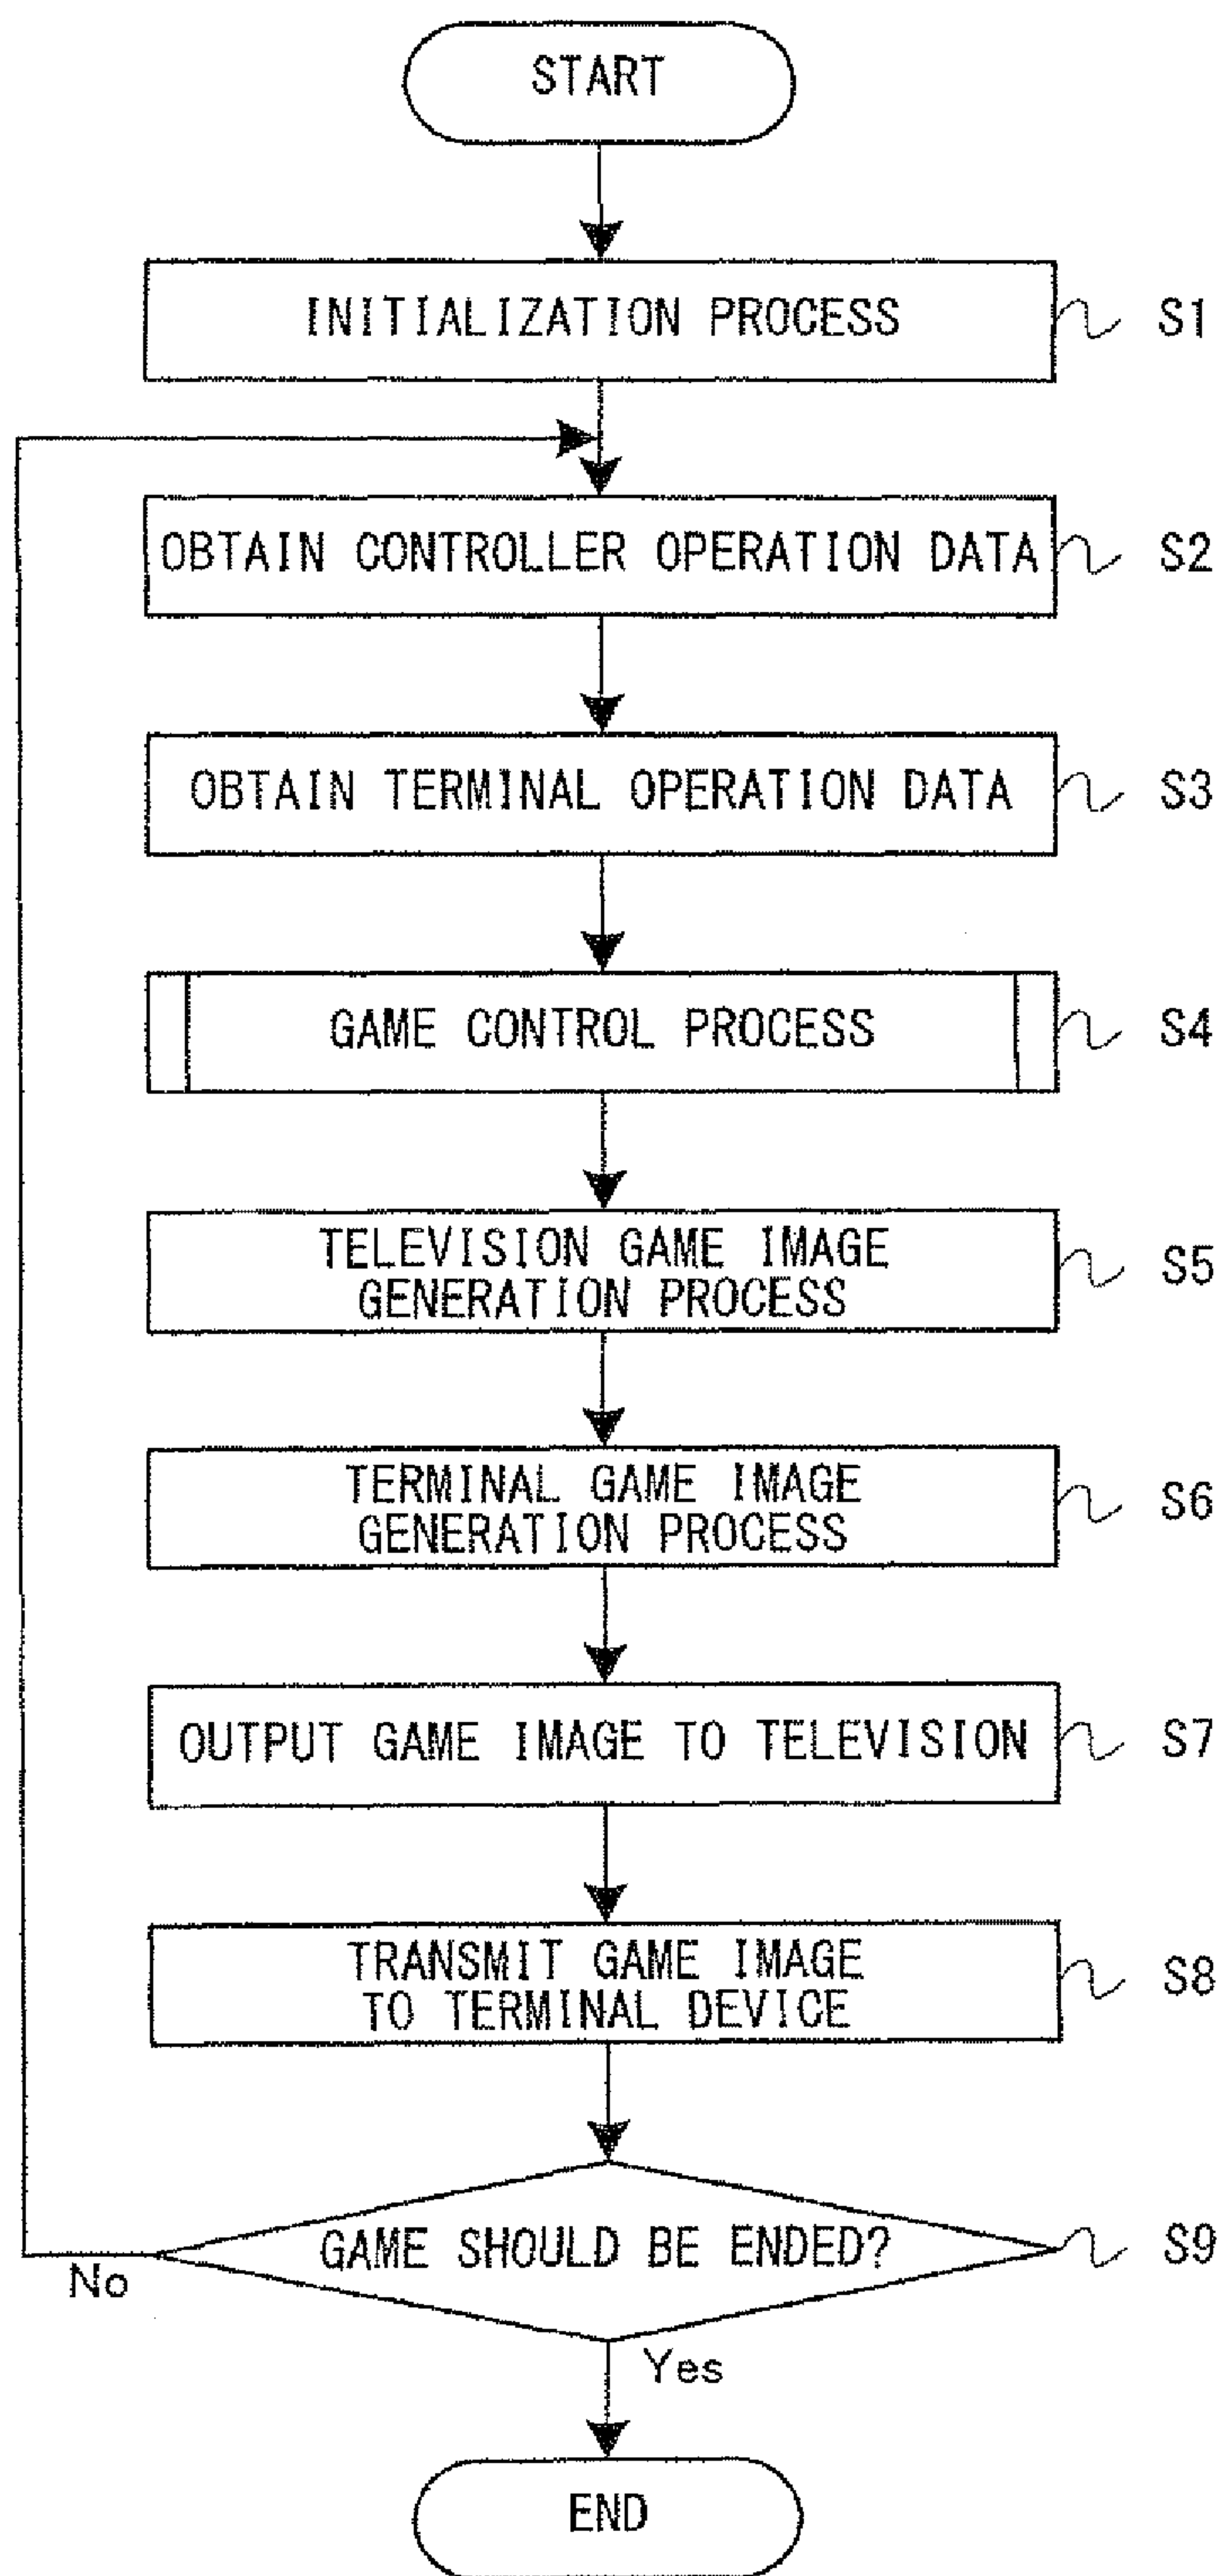 START
INITIALIZATION PROCESS
S1
OBTAIN CONTROLLER OPERATION DATA
S2
OBTAIN TERMINAL OPERATION DATA
S3
GAME CONTROL PROCESS
S4
TELEVISION GAME IMAGE
GENERATION PROCESS
S5
TERMINAL GAME IMAGE
GENERATION PROCESS
S6
OUTPUT GAME IMAGE TO TELEVISION
S7
TRANSMIT GAME IMAGE
TO TERMINAL DEVICE
S8
GAME SHOULD BE ENDED?
S9
No
Yes
END